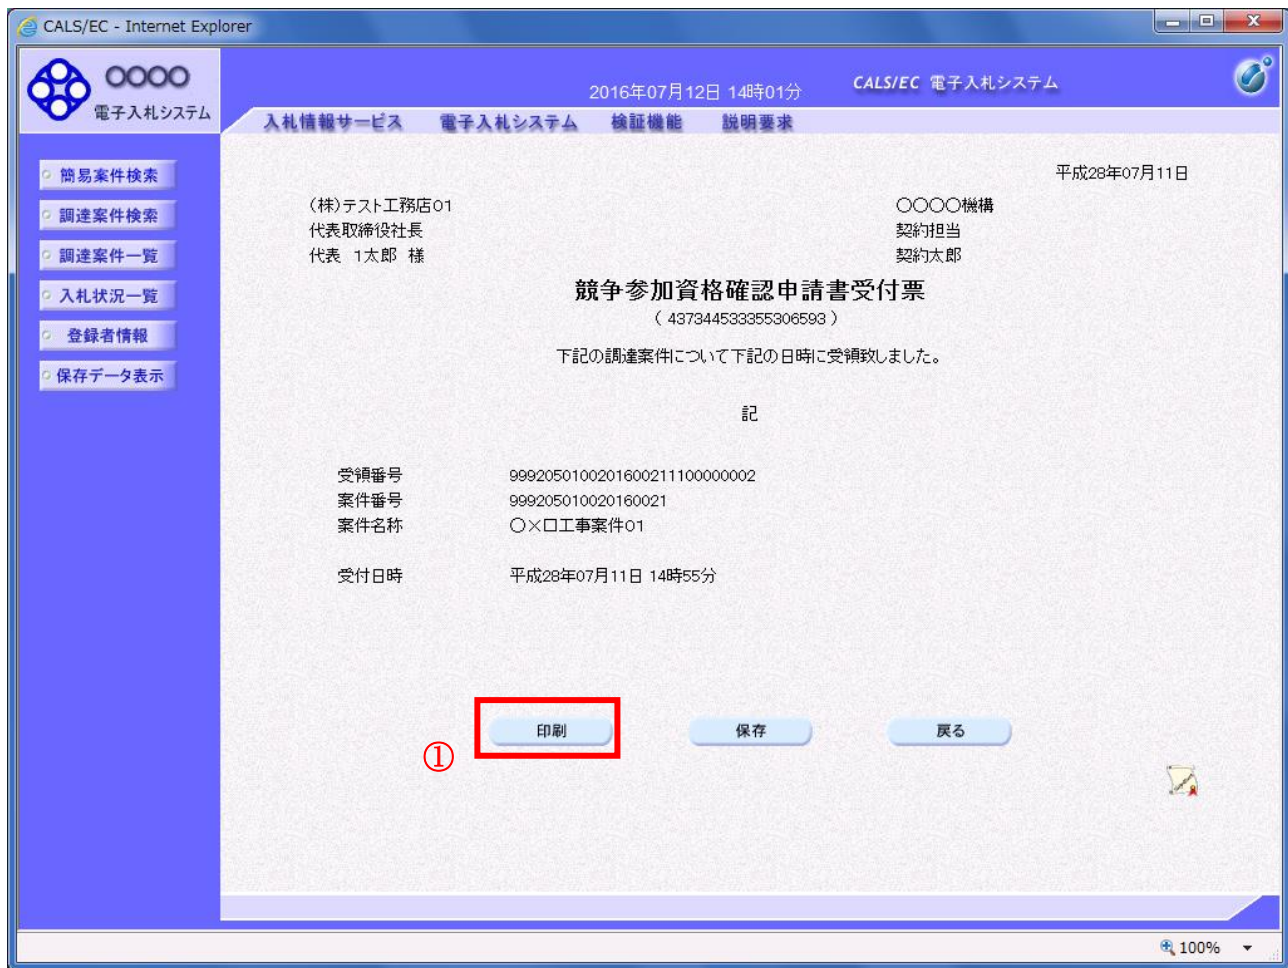 CALS/EC - Internet Explorer
〇〇〇〇
電子入札システム
2016年07月12日 14時01分
CALS/EC 電子入札システム
入札情報サービス 電子入札システム 検証機能 説明要求
簡易案件検索
調達案件検索
調達案件一覧
入札状況一覧
登録者情報
保存データ表示
平成28年07月11日
(株)テスト工務店01
代表取締役社長
代表 1太郎 様
〇〇〇〇機構
契約担当
契約太郎
競争参加資格確認申請書受付票
( 437344533355306593 )
下記の調達案件について下記の日時に受領致しました。
記
受領番号 9992050100201600211100000002
案件番号 999205010020160021
案件名称 〇×口工事案件01
受付日時 平成28年07月11日 14時55分
①
印刷
保存
戻る
100%